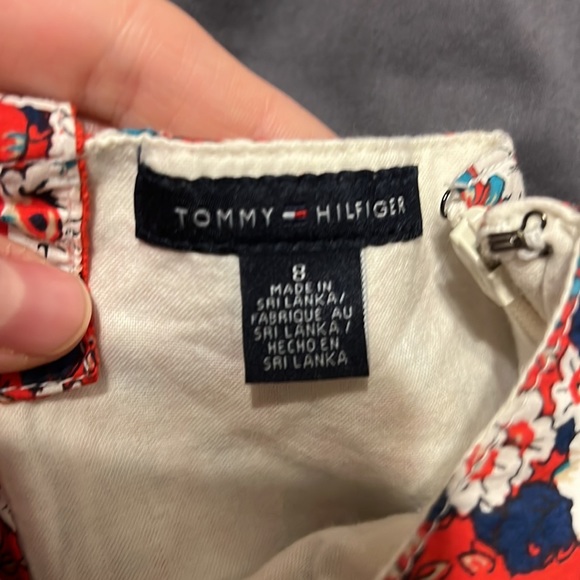 TOMMY HILFIGER
8
MADE IN
SRI LANKA/
FABRIQUE AU
SRI LANKA/
HECHO EN
SRI LANKA